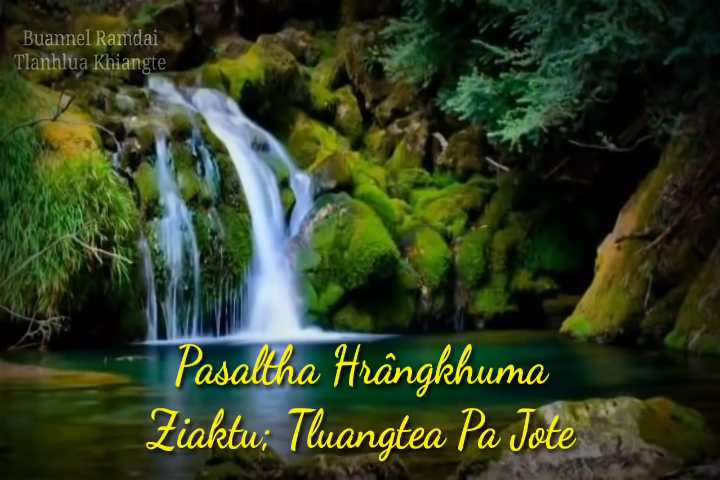 Buannel Ramdai
Tlanhlua Khiangte
Pasaltha Hrângkhuma
Ziaktu; Tluangtea Pa Jote